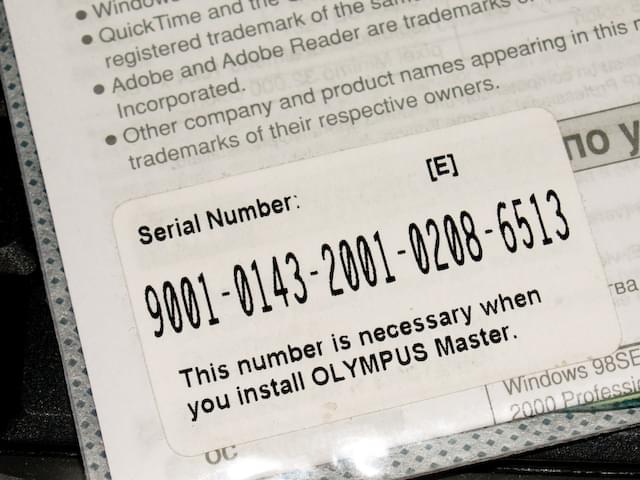 • Windows
• QuickTime and the
registered trademark of the same
• Adobe and Adobe Reader are trademarks
Incorporated.
• Other company and product names appearing in this
trademarks of their respective owners.
[E]
Serial Number:
9001-0143-2001-0208-6513
This number is necessary when
you install OLYMPUS Master.
Windows 98SE
2000 Professi
ОС